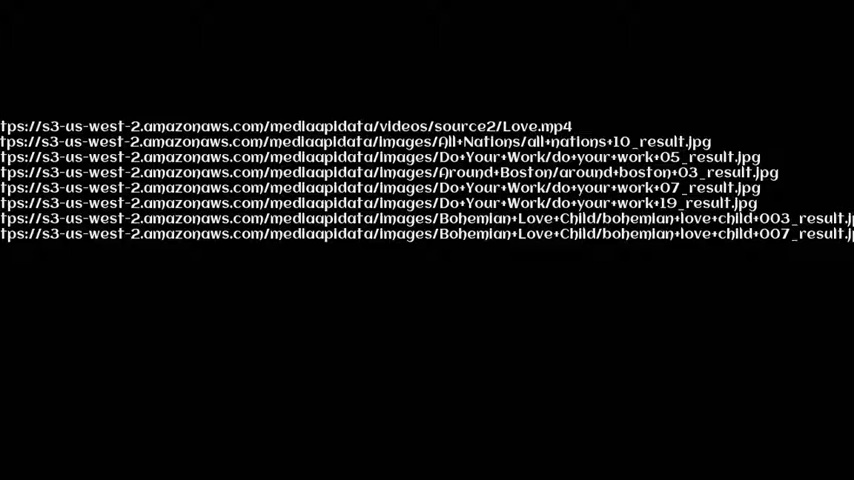 tps://s3-us-west-2.amazonaws.com/mediaapidata/videos/source2/Love.mp4
tps://s3-us-west-2.amazonaws.com/mediaapidata/images/All+Nations/all+nations+10_result.jpg
tps://s3-us-west-2.amazonaws.com/mediaapidata/images/Do+Your+Work/do+your+work+05_result.jpg
tps://s3-us-west-2.amazonaws.com/mediaapidata/images/Around+Boston/around+boston+03_result.jpg
tps://s3-us-west-2.amazonaws.com/mediaapidata/images/Do+Your+Work/do+your+work+07_result.jpg
tps://s3-us-west-2.amazonaws.com/mediaapidata/images/Do+Your+Work/do+your+work+19_result.jpg
tps://s3-us-west-2.amazonaws.com/mediaapidata/images/Bohemian+Love+Child/bohemian+love+child+003_result.jp
tps://s3-us-west-2.amazonaws.com/mediaapidata/images/Bohemian+Love+Child/bohemian+love+child+007_result.jp